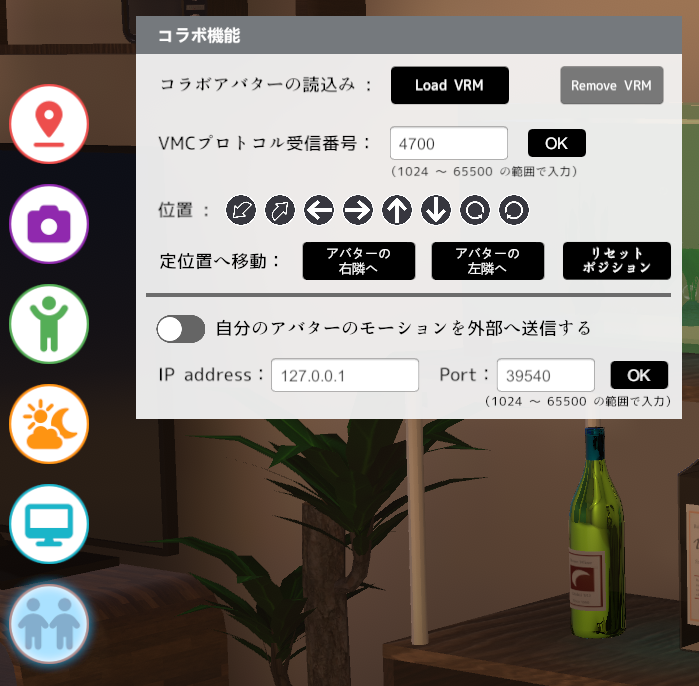 コラボ機能
コラボアバターの読込み : Load VRM Remove VRM
VMCプロトコル受信番号: 4700 OK
(1024 ~ 65500 の範囲で入力)
位置 :
定位置へ移動: アバターの右隣へ アバターの左隣へ リセットポジション
自分のアバターのモーションを外部へ送信する
IP address: 127.0.0.1 Port: 39540 OK
(1024 ~ 65500 の範囲で入力)